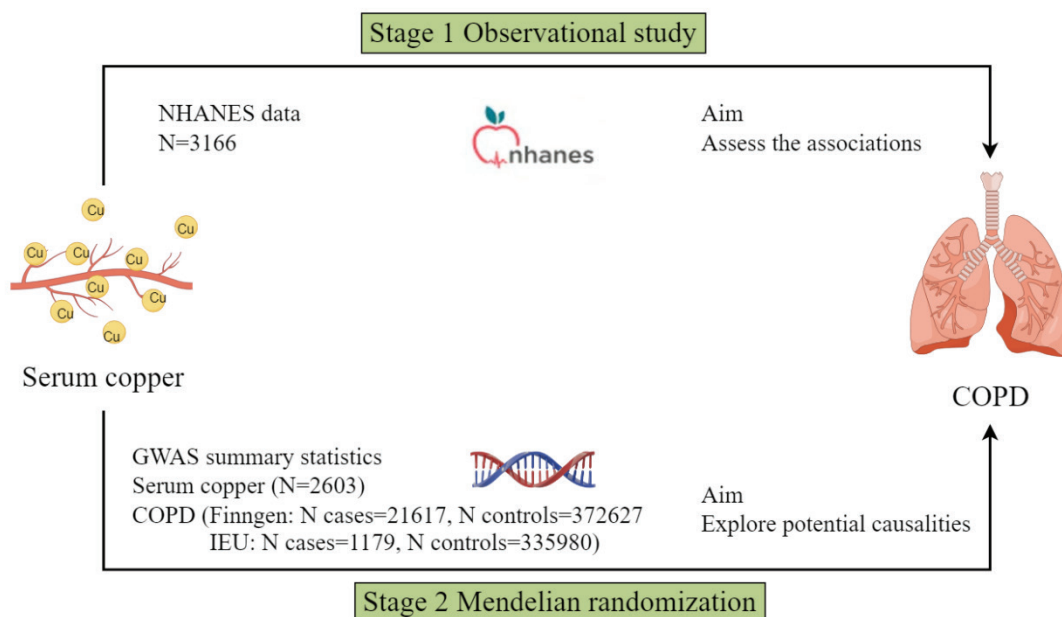 Stage 1 Observational study
NHANES data
N=3166
nhanes
Aim
Assess the associations
Cu
Cu
Cu
Cu
Cu
Cu
Cu
Cu
Cu
Serum copper
COPD
GWAS summary statistics
Serum copper (N=2603)
COPD (Finngen: N cases=21617, N controls=372627
IEU: N cases=1179, N controls=335980)
Aim
Explore potential causalities
Stage 2 Mendelian randomization